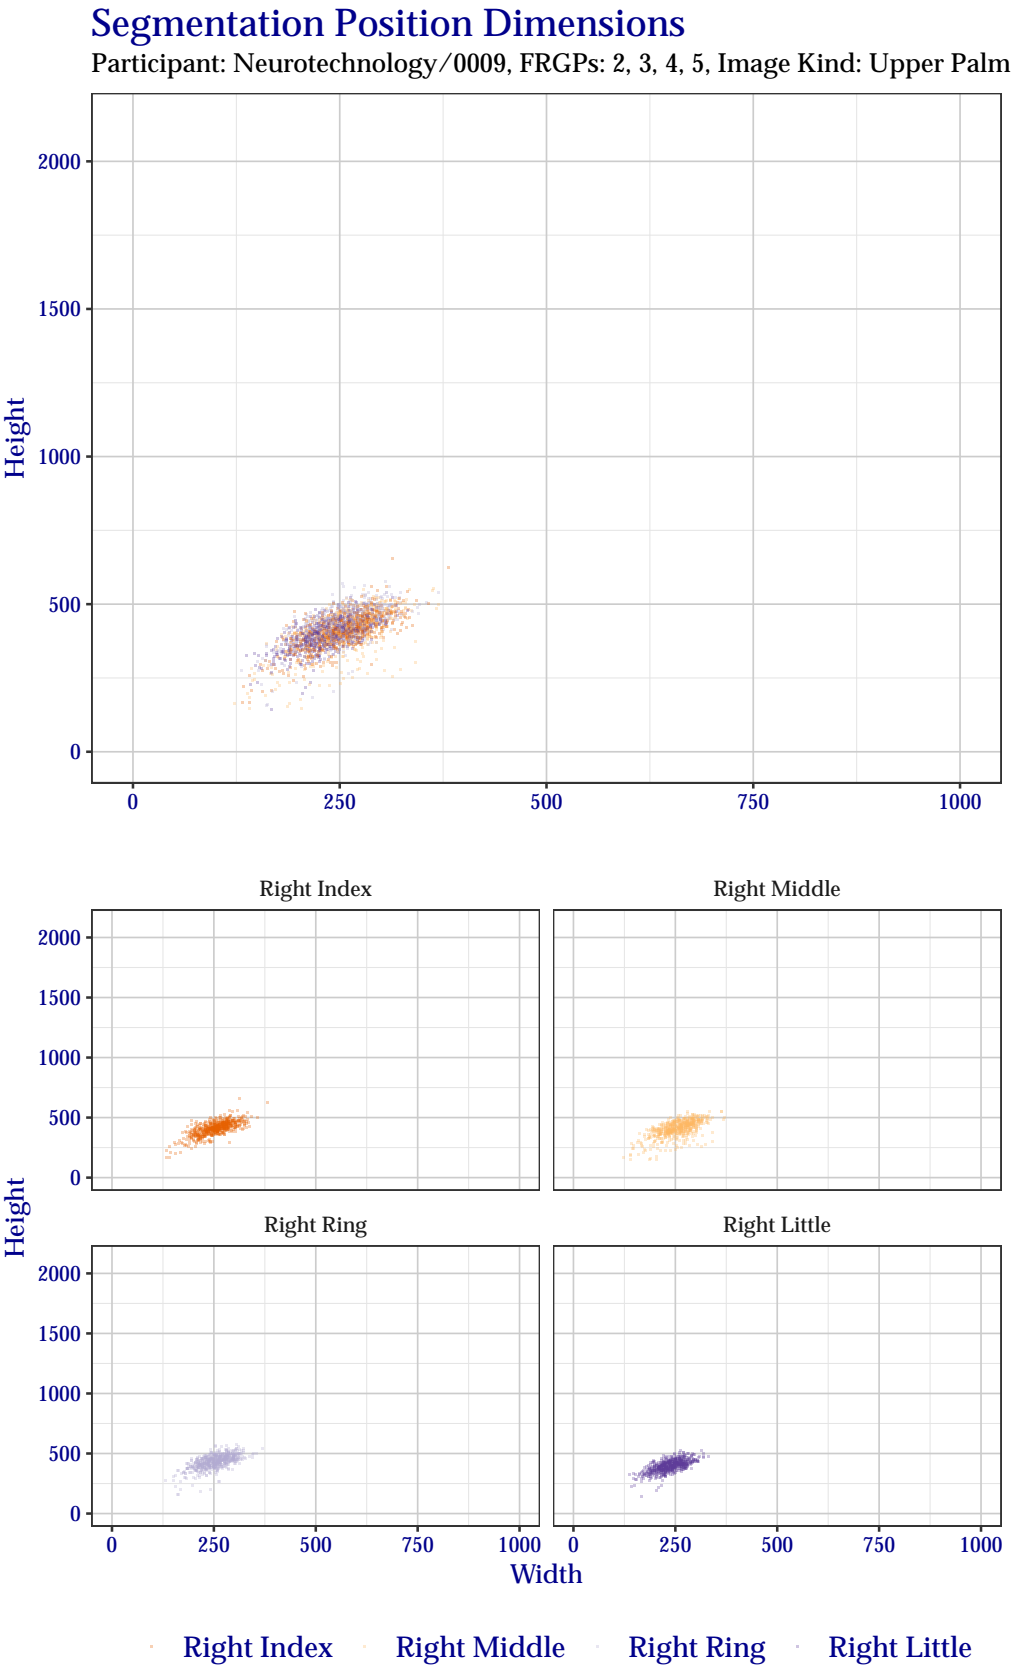 Segmentation Position Dimensions
Participant: Neurotechnology/0009, FRGPs: 2, 3, 4, 5, Image Kind: Upper Palm
Height
2000
1500
1000
500
0
0 250 500 750 1000
Right Index Right Middle
2000
1500
1000
500
0
Height
Right Ring Right Little
2000
1500
1000
500
0
0 250 500 750 1000 0 250 500 750 1000
Width
Right Index Right Middle Right Ring Right Little